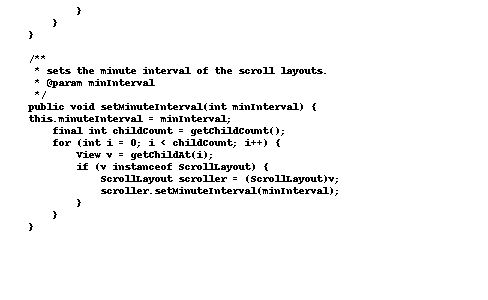 }
}
}
/**
* sets the minute interval of the scroll layouts.
* @param minInterval
*/
public void setMinuteInterval(int minInterval) {
this.minuteInterval = minInterval;
final int childCount = getChildCount();
for (int i = 0; i < childCount; i++) {
View v = getChildAt(i);
if (v instanceof ScrollLayout) {
ScrollLayout scroller = (ScrollLayout)v;
scroller.setMinuteInterval(minInterval);
}
}
}